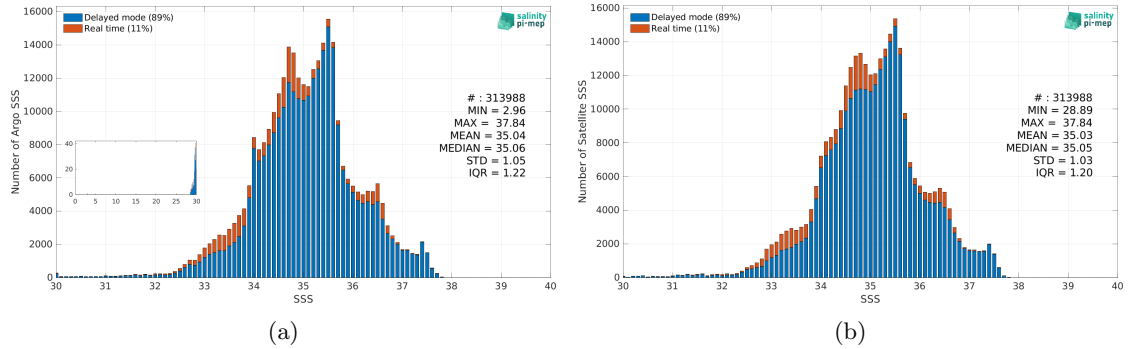 Delayed mode (89%)
Real time (11%)
salinity
pi-mep
Number of Argo SSS
16000
14000
12000
10000
8000
6000
4000
2000
0
# : 313988
MIN = 2.96
MAX = 37.84
MEAN = 35.04
MEDIAN = 35.06
STD = 1.05
IQR = 1.22
40
20
0
0 5 10 15 20 25 30
30 31 32 33 34 35 36 37 38 39 40
SSS
(a)
Delayed mode (89%)
Real time (11%)
salinity
pi-mep
Number of Satellite SSS
16000
14000
12000
10000
8000
6000
4000
2000
0
# : 313988
MIN = 28.89
MAX = 37.84
MEAN = 35.03
MEDIAN = 35.05
STD = 1.03
IQR = 1.20
30 31 32 33 34 35 36 37 38 39 40
SSS
(b)